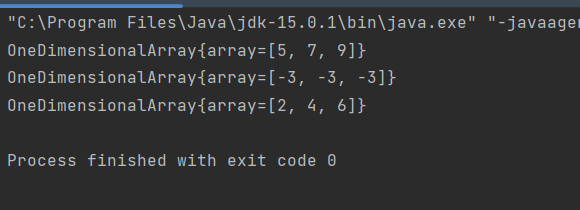 "C:\Program Files\Java\jdk-15.0.1\bin\java.exe" "-javaagen
OneDimensionalArray{array=[5, 7, 9]}
OneDimensionalArray{array=[-3, -3, -3]}
OneDimensionalArray{array=[2, 4, 6]}
Process finished with exit code 0